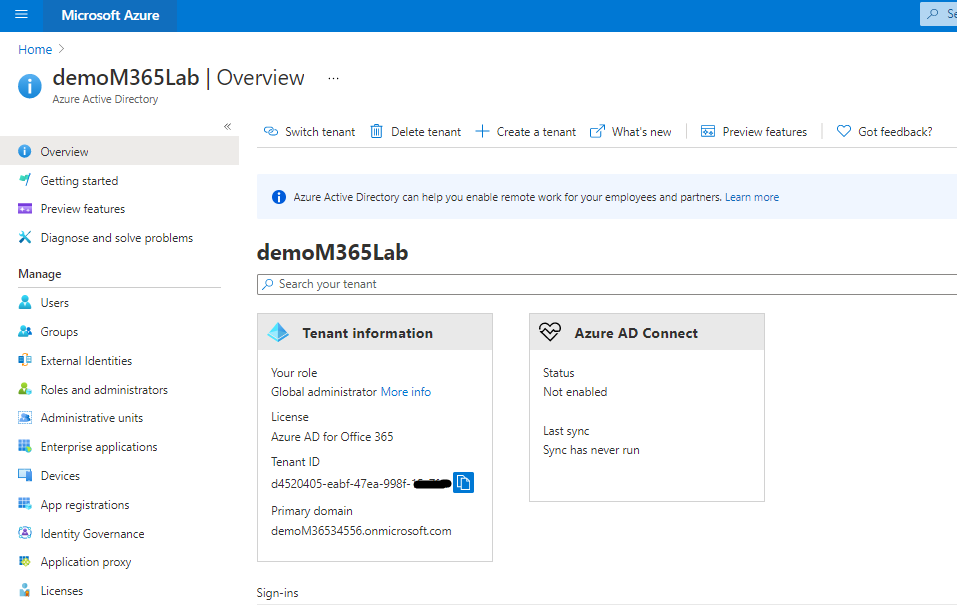 Microsoft Azure
Home
demoM365Lab | Overview ...
Azure Active Directory
«
Switch tenant Delete tenant Create a tenant What's new Preview features Got feedback?
Overview
Getting started
Preview features
Diagnose and solve problems
Manage
Users
Groups
External Identities
Roles and administrators
Administrative units
Enterprise applications
Devices
App registrations
Identity Governance
Application proxy
Licenses
Azure Active Directory can help you enable remote work for your employees and partners. Learn more
demoM365Lab
Search your tenant
Tenant information
Your role
Global administrator More info
License
Azure AD for Office 365
Tenant ID
d4520405-eabf-47ea-998f-
Primary domain
demoM36534556.onmicrosoft.com
Azure AD Connect
Status
Not enabled
Last sync
Sync has never run
Sign-ins